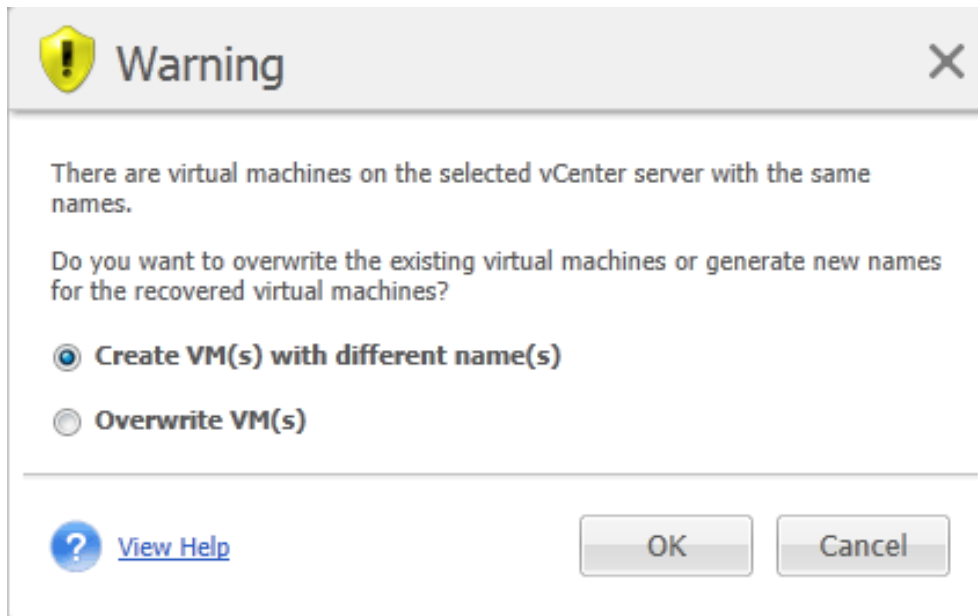 Warning
There are virtual machines on the selected vCenter server with the same
names.
Do you want to overwrite the existing virtual machines or generate new names
for the recovered virtual machines?
Create VM(s) with different name(s)
Overwrite VM(s)
? View Help
OK
Cancel